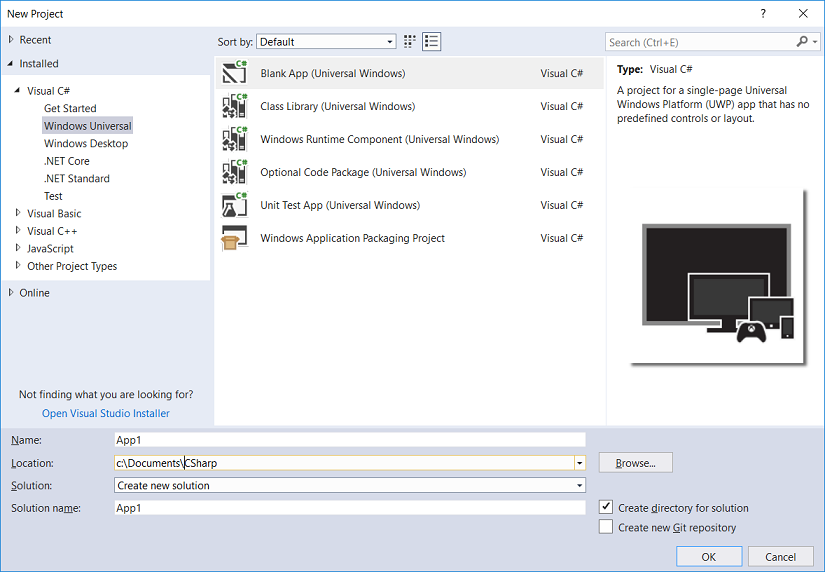 New Project
?
Recent
Installed
Visual C#
Get Started
Windows Universal
Windows Desktop
.NET Core
.NET Standard
Test
Visual Basic
Visual C++
JavaScript
Other Project Types
Online
Not finding what you are looking for?
Open Visual Studio Installer
Sort by: Default
C# Blank App (Universal Windows) Visual C#
C# Class Library (Universal Windows) Visual C#
C# Windows Runtime Component (Universal Windows) Visual C#
C# Optional Code Package (Universal Windows) Visual C#
C# Unit Test App (Universal Windows) Visual C#
Windows Application Packaging Project Visual C#
Search (Ctrl+E)
Type: Visual C#
A project for a single-page Universal
Windows Platform (UWP) app that has no
predefined controls or layout.
Name: App1
Location: c:\Documents\CSharp
Browse...
Solution: Create new solution
Solution name: App1
Create directory for solution
Create new Git repository
OK
Cancel